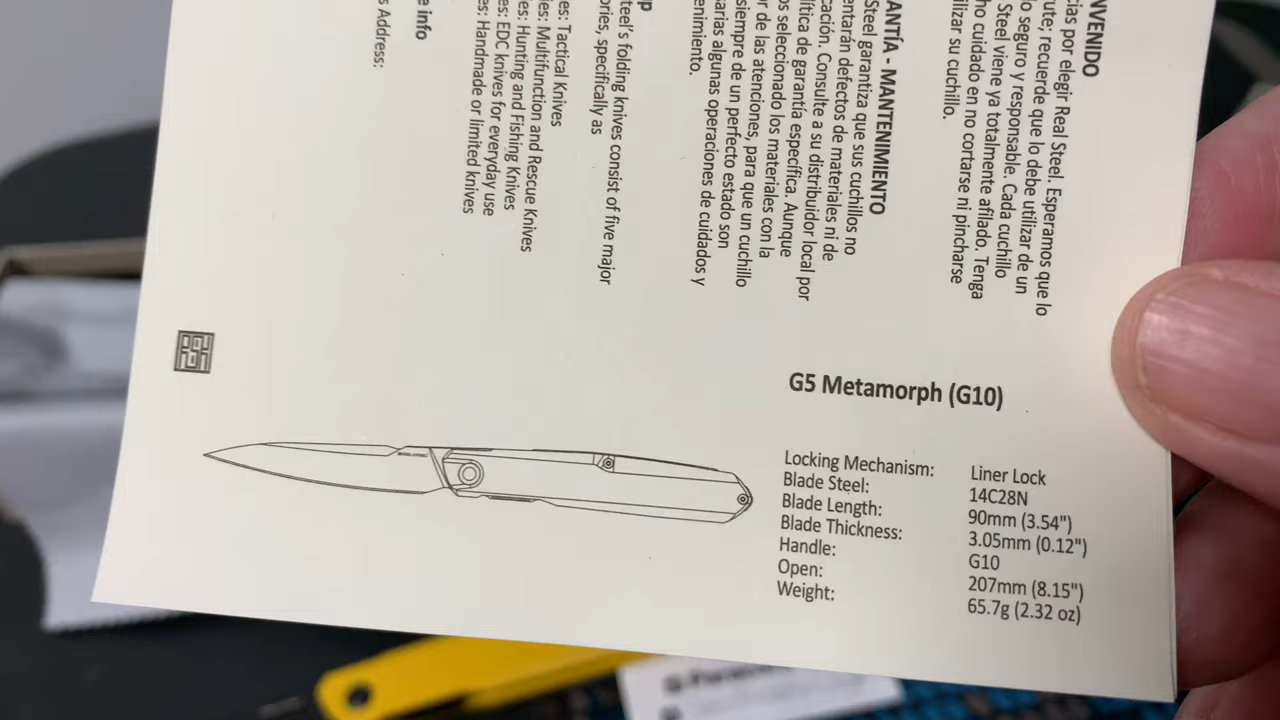 NVENIDO
cias por elegir Real Steel. Esperamos que lo
rute; recuerde que lo debe utilizar de un
o seguro y responsable. Cada cuchillo
Steel viene ya totalmente afilado. Tenga
ho cuidado en no cortarse ni pincharse
ilizar su cuchillo.
ANTÍA - MANTENIMIENTO
Steel garantiza que sus cuchillos no
entarán defectos de materiales ni de
cación. Consulte a su distribuidor local por
lítica de garantía específica. Aunque
os seleccionado los materiales con la
or de las atenciones, para que un cuchillo
siempre de un perfecto estado son
sarias algunas operaciones de cuidados y
enimiento.
teel's folding knives consist of five major
ories, specifically as
es: Tactical Knives
ies: Multifunction and Rescue Knives
es: Hunting and Fishing Knives
es: EDC knives for everyday use
es: Handmade or limited knives
e info
s Address:
G5 Metamorph (G10)
Locking Mechanism: Liner Lock
Blade Steel: 14C28N
Blade Length: 90mm (3.54")
Blade Thickness: 3.05mm (0.12")
Handle: G10
Open: 207mm (8.15")
Weight: 65.7g (2.32 oz)